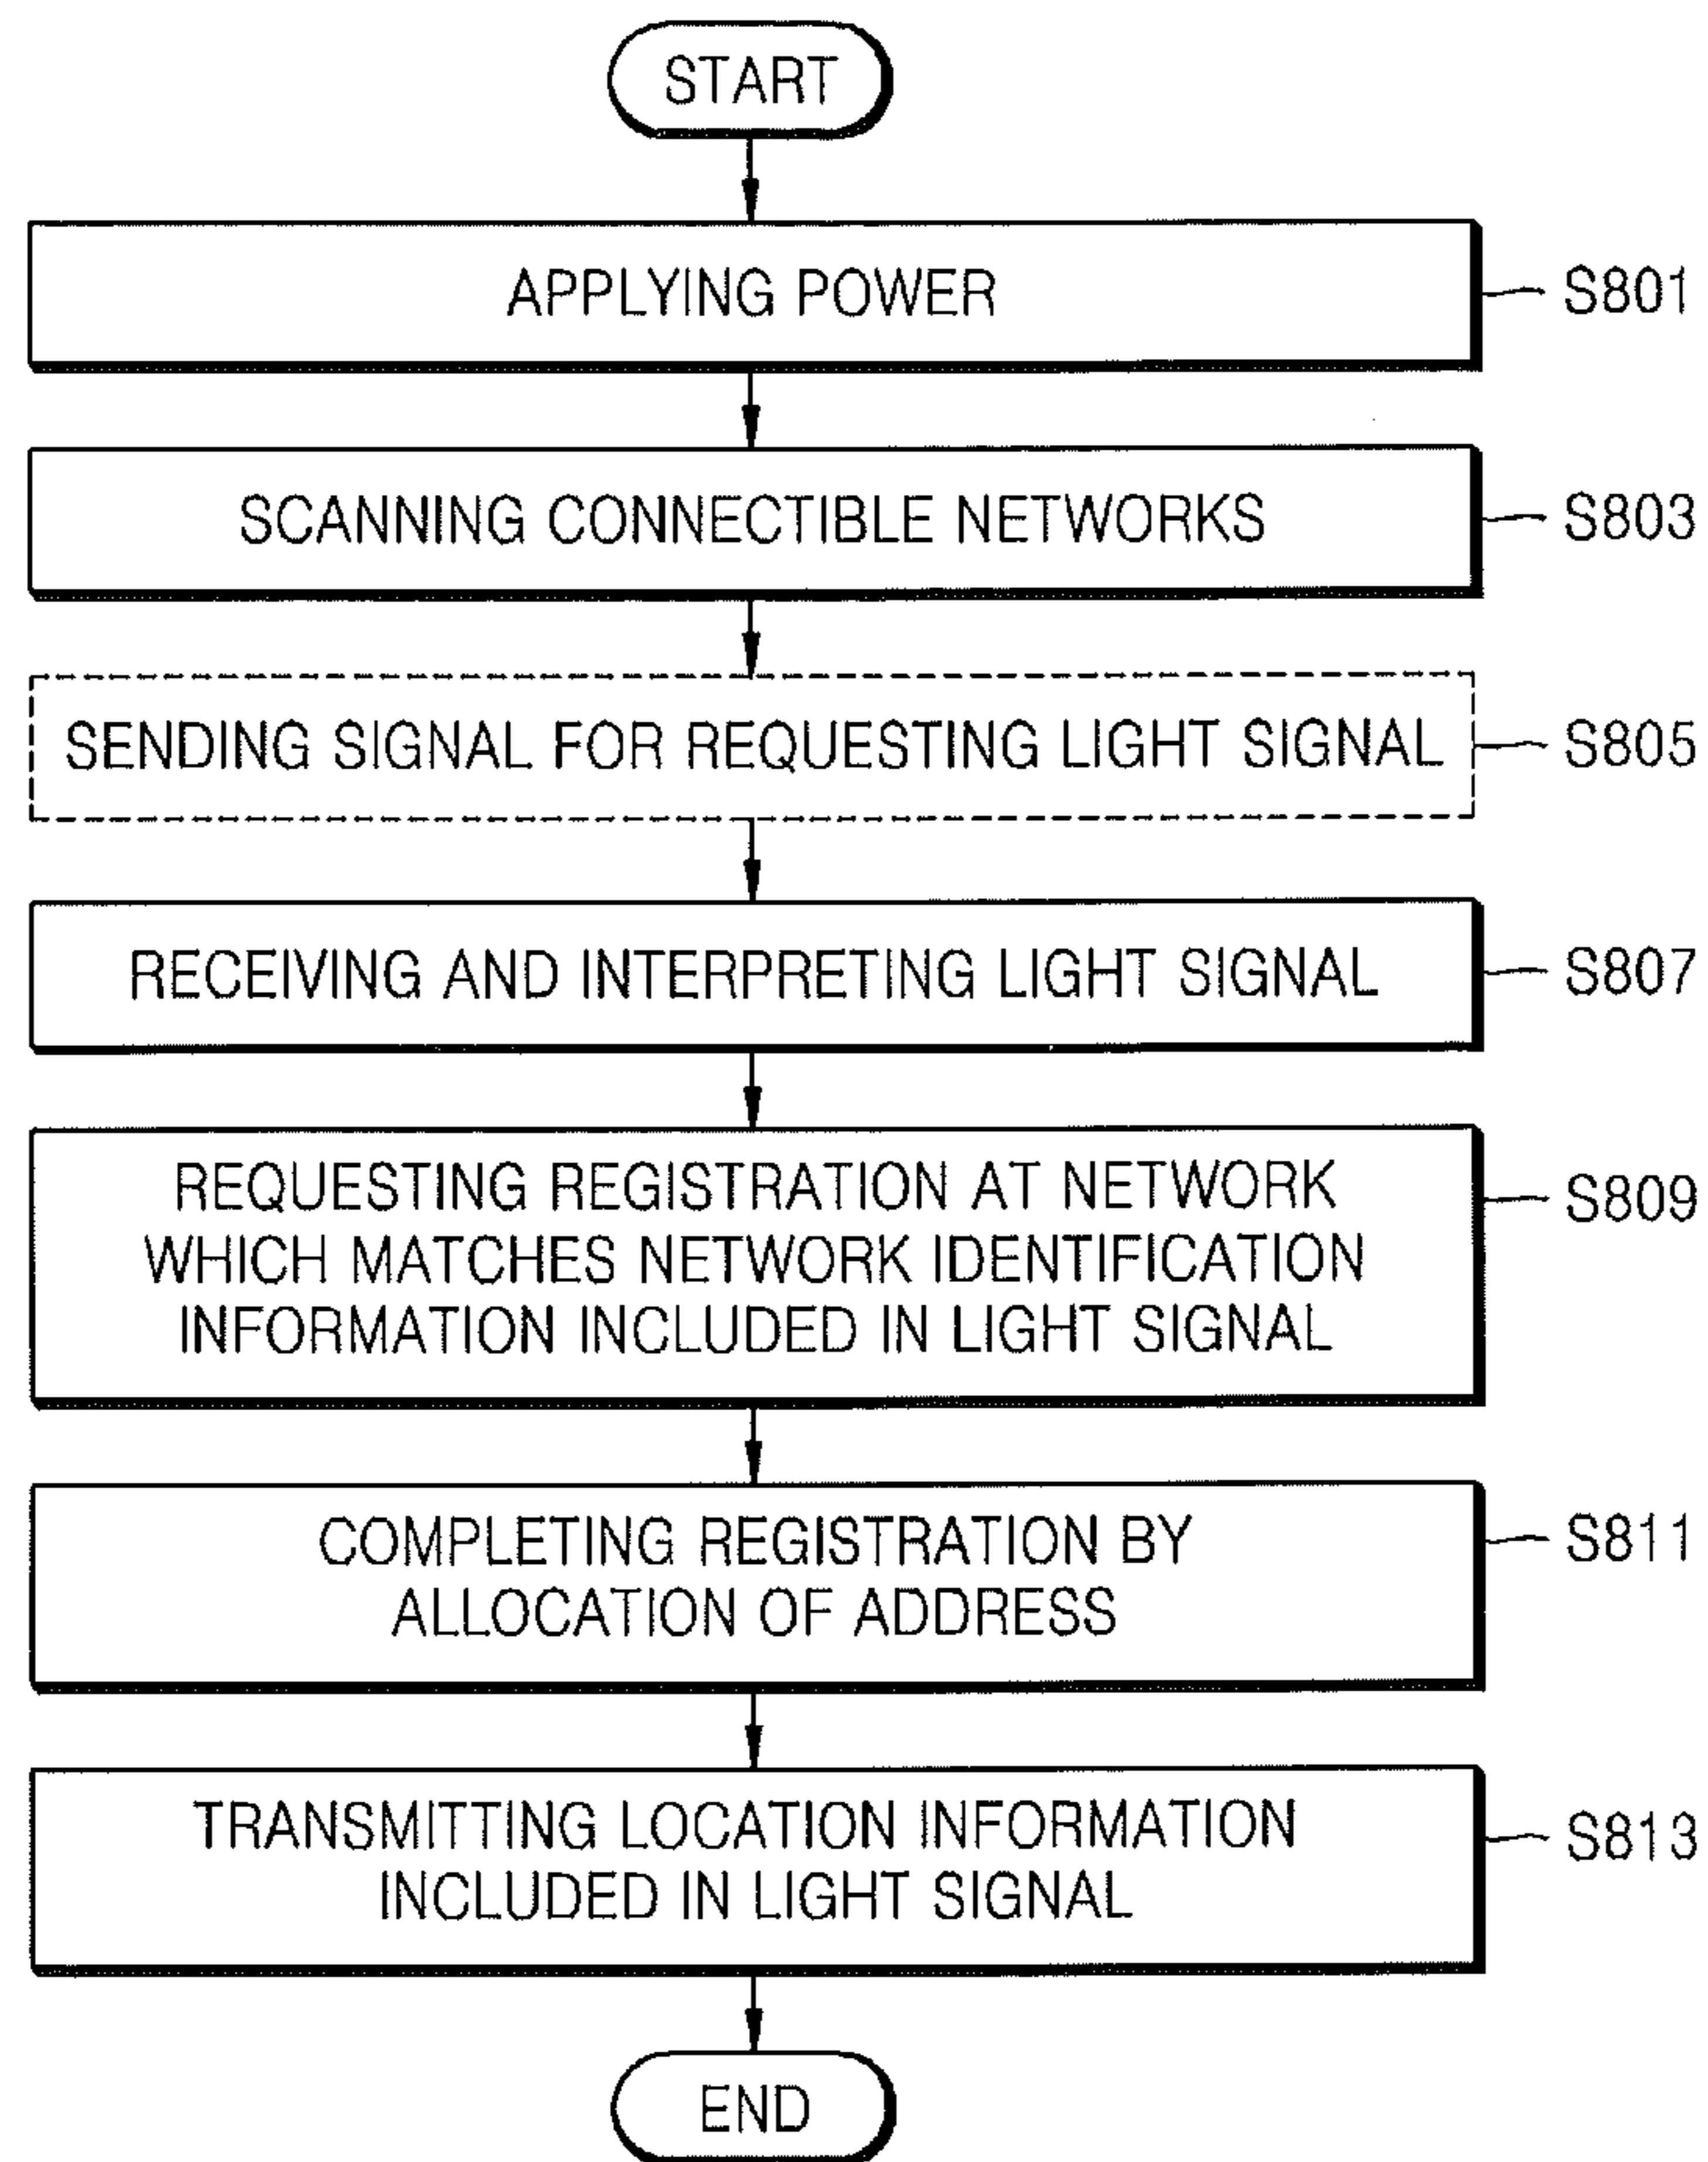 START
APPLYING POWER
S801
SCANNING CONNECTIBLE NETWORKS
S803
SENDING SIGNAL FOR REQUESTING LIGHT SIGNAL
S805
RECEIVING AND INTERPRETING LIGHT SIGNAL
S807
REQUESTING REGISTRATION AT NETWORK
WHICH MATCHES NETWORK IDENTIFICATION
INFORMATION INCLUDED IN LIGHT SIGNAL
S809
COMPLETING REGISTRATION BY
ALLOCATION OF ADDRESS
S811
TRANSMITTING LOCATION INFORMATION
INCLUDED IN LIGHT SIGNAL
S813
END